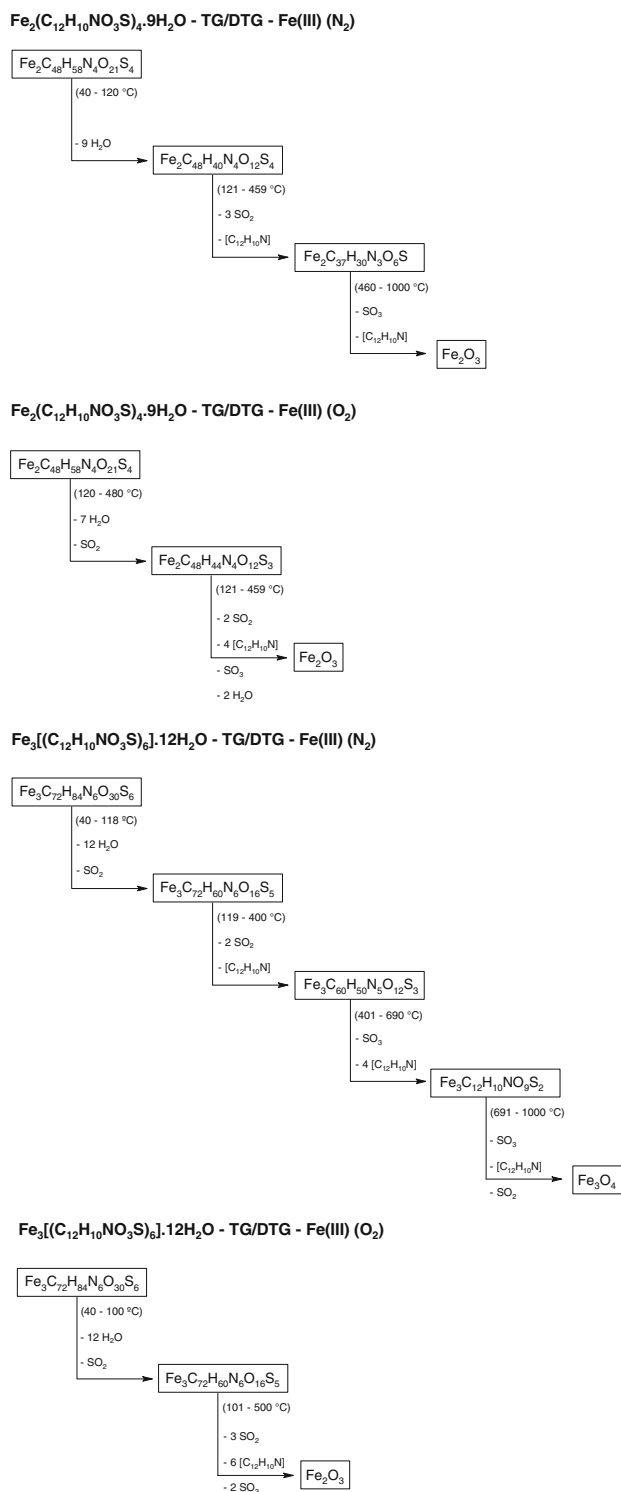 Fe₂(C₁₂H₁₀NO₃S)₄.9H₂O - TG/DTG - Fe(III) (N₂)
Fe₂C₄₈H₅₈N₄O₂₁S₄
(40 - 120 °C)
- 9 H₂O
Fe₂C₄₈H₄₀N₄O₁₂S₄
(121 - 459 °C)
- 3 SO₂
- [C₁₂H₁₀N]
Fe₂C₃₇H₃₀N₃O₆S
(460 - 1000 °C)
- SO₃
- [C₁₂H₁₀N]
Fe₂O₃
Fe₂(C₁₂H₁₀NO₃S)₄.9H₂O - TG/DTG - Fe(III) (O₂)
Fe₂C₄₈H₅₈N₄O₂₁S₄
(120 - 480 °C)
- 7 H₂O
- SO₂
Fe₂C₄₈H₄₄N₄O₁₂S₃
(121 - 459 °C)
- 2 SO₂
- 4 [C₁₂H₁₀N]
- SO₃
- 2 H₂O
Fe₂O₃
Fe₃[(C₁₂H₁₀NO₃S)₆].12H₂O - TG/DTG - Fe(III) (N₂)
Fe₃C₇₂H₈₄N₆O₃₀S₆
(40 - 118 ºC)
- 12 H₂O
- SO₂
Fe₃C₇₂H₆₀N₆O₁₆S₅
(119 - 400 °C)
- 2 SO₂
- [C₁₂H₁₀N]
Fe₃C₆₀H₅₀N₅O₁₂S₃
(401 - 690 °C)
- SO₃
- 4 [C₁₂H₁₀N]
Fe₃C₁₂H₁₀NO₉S₂
(691 - 1000 °C)
- SO₃
- [C₁₂H₁₀N]
- SO₂
Fe₃O₄
Fe₃[(C₁₂H₁₀NO₃S)₆].12H₂O - TG/DTG - Fe(III) (O₂)
Fe₃C₇₂H₈₄N₆O₃₀S₆
(40 - 100 ºC)
- 12 H₂O
- SO₂
Fe₃C₇₂H₆₀N₆O₁₆S₅
(101 - 500 °C)
- 3 SO₂
- 6 [C₁₂H₁₀N]
- 2 SO₃
Fe₂O₃